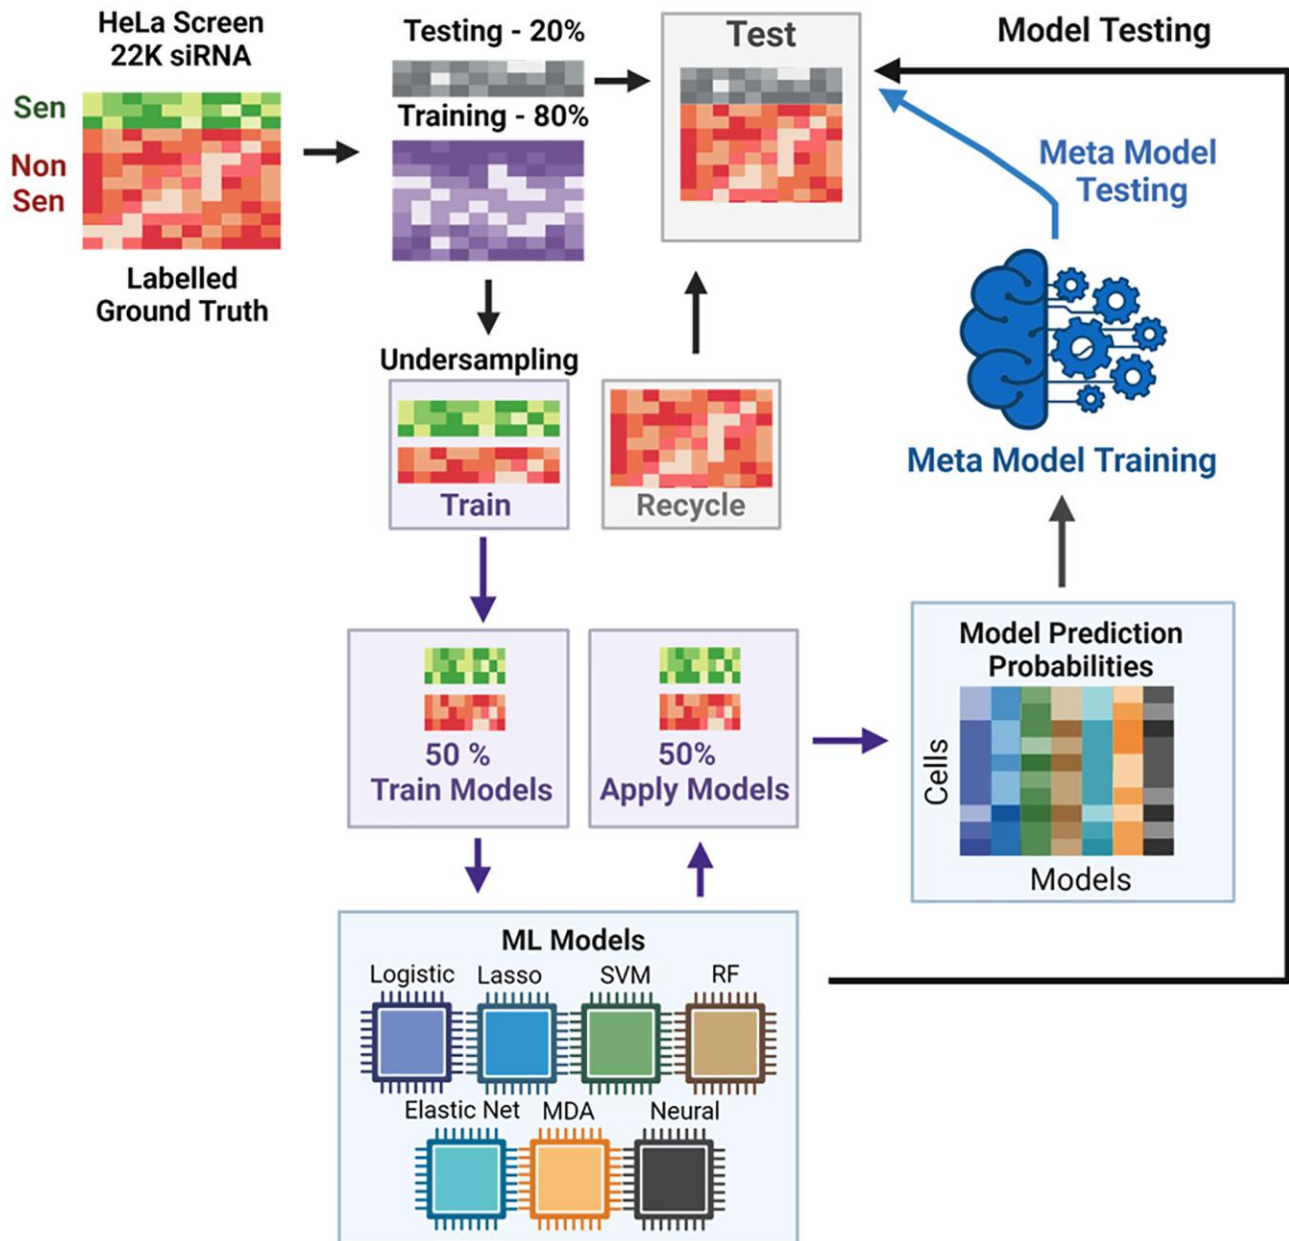 HeLa Screen
22K siRNA
Sen
Non
Sen
Labelled
Ground Truth
Testing - 20%
Training - 80%
Test
Model Testing
Meta Model
Testing
Undersampling
Train
Recycle
Meta Model Training
50 %
Train Models
50%
Apply Models
Model Prediction
Probabilities
Cells
Models
ML Models
Logistic Lasso SVM RF
Elastic Net MDA Neural